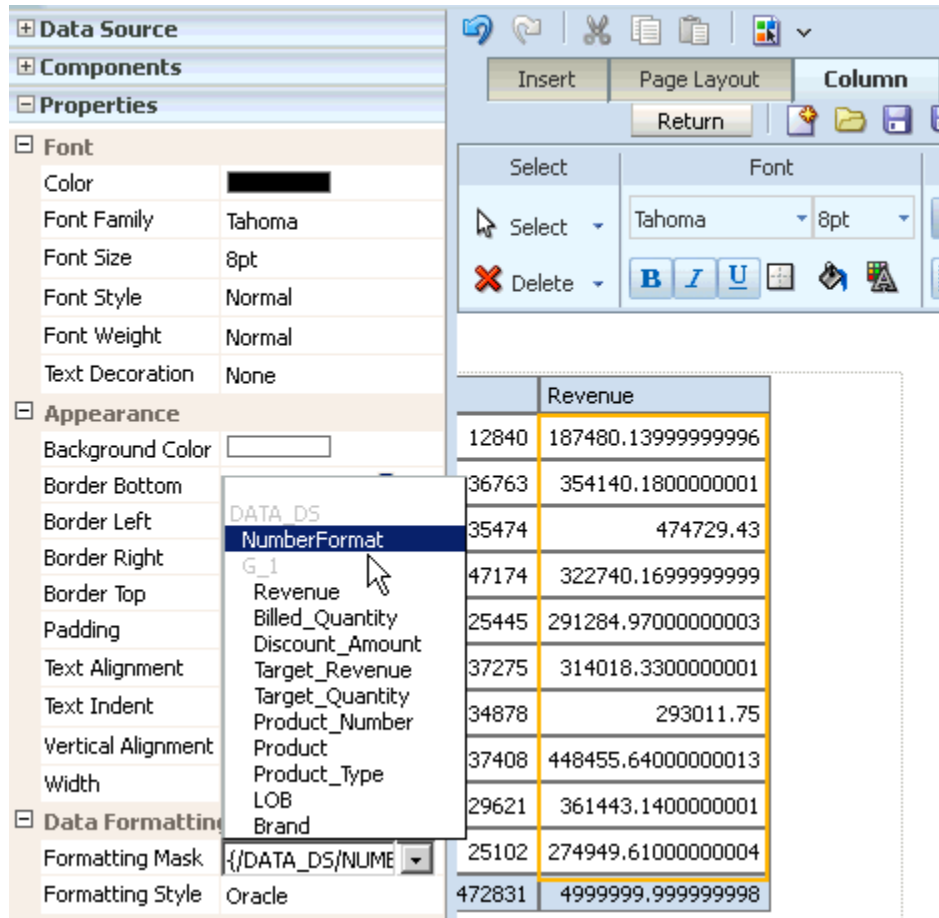 Data Source
Components
Properties
Font
Color
Font Family Tahoma
Font Size 8pt
Font Style Normal
Font Weight Normal
Text Decoration None
Appearance
Background Color
Border Bottom
Border Left
Border Right
Border Top
Padding
Text Alignment
Text Indent
Vertical Alignment
Width
DATA_DS
NumberFormat
G_1
Revenue
Billed_Quantity
Discount_Amount
Target_Revenue
Target_Quantity
Product_Number
Product
Product_Type
LOB
Brand
Data Formatting
Formatting Mask {/DATA_DS/NUME
Formatting Style Oracle
Insert Page Layout Column
Return
Select Font
Select Tahoma 8pt
Delete B I U
Revenue
12840 187480.13999999996
36763 354140.1800000001
35474 474729.43
47174 322740.1699999999
25445 291284.97000000003
37275 314018.3300000001
34878 293011.75
37408 448455.64000000013
29621 361443.1400000001
25102 274949.61000000004
472831 4999999.999999998